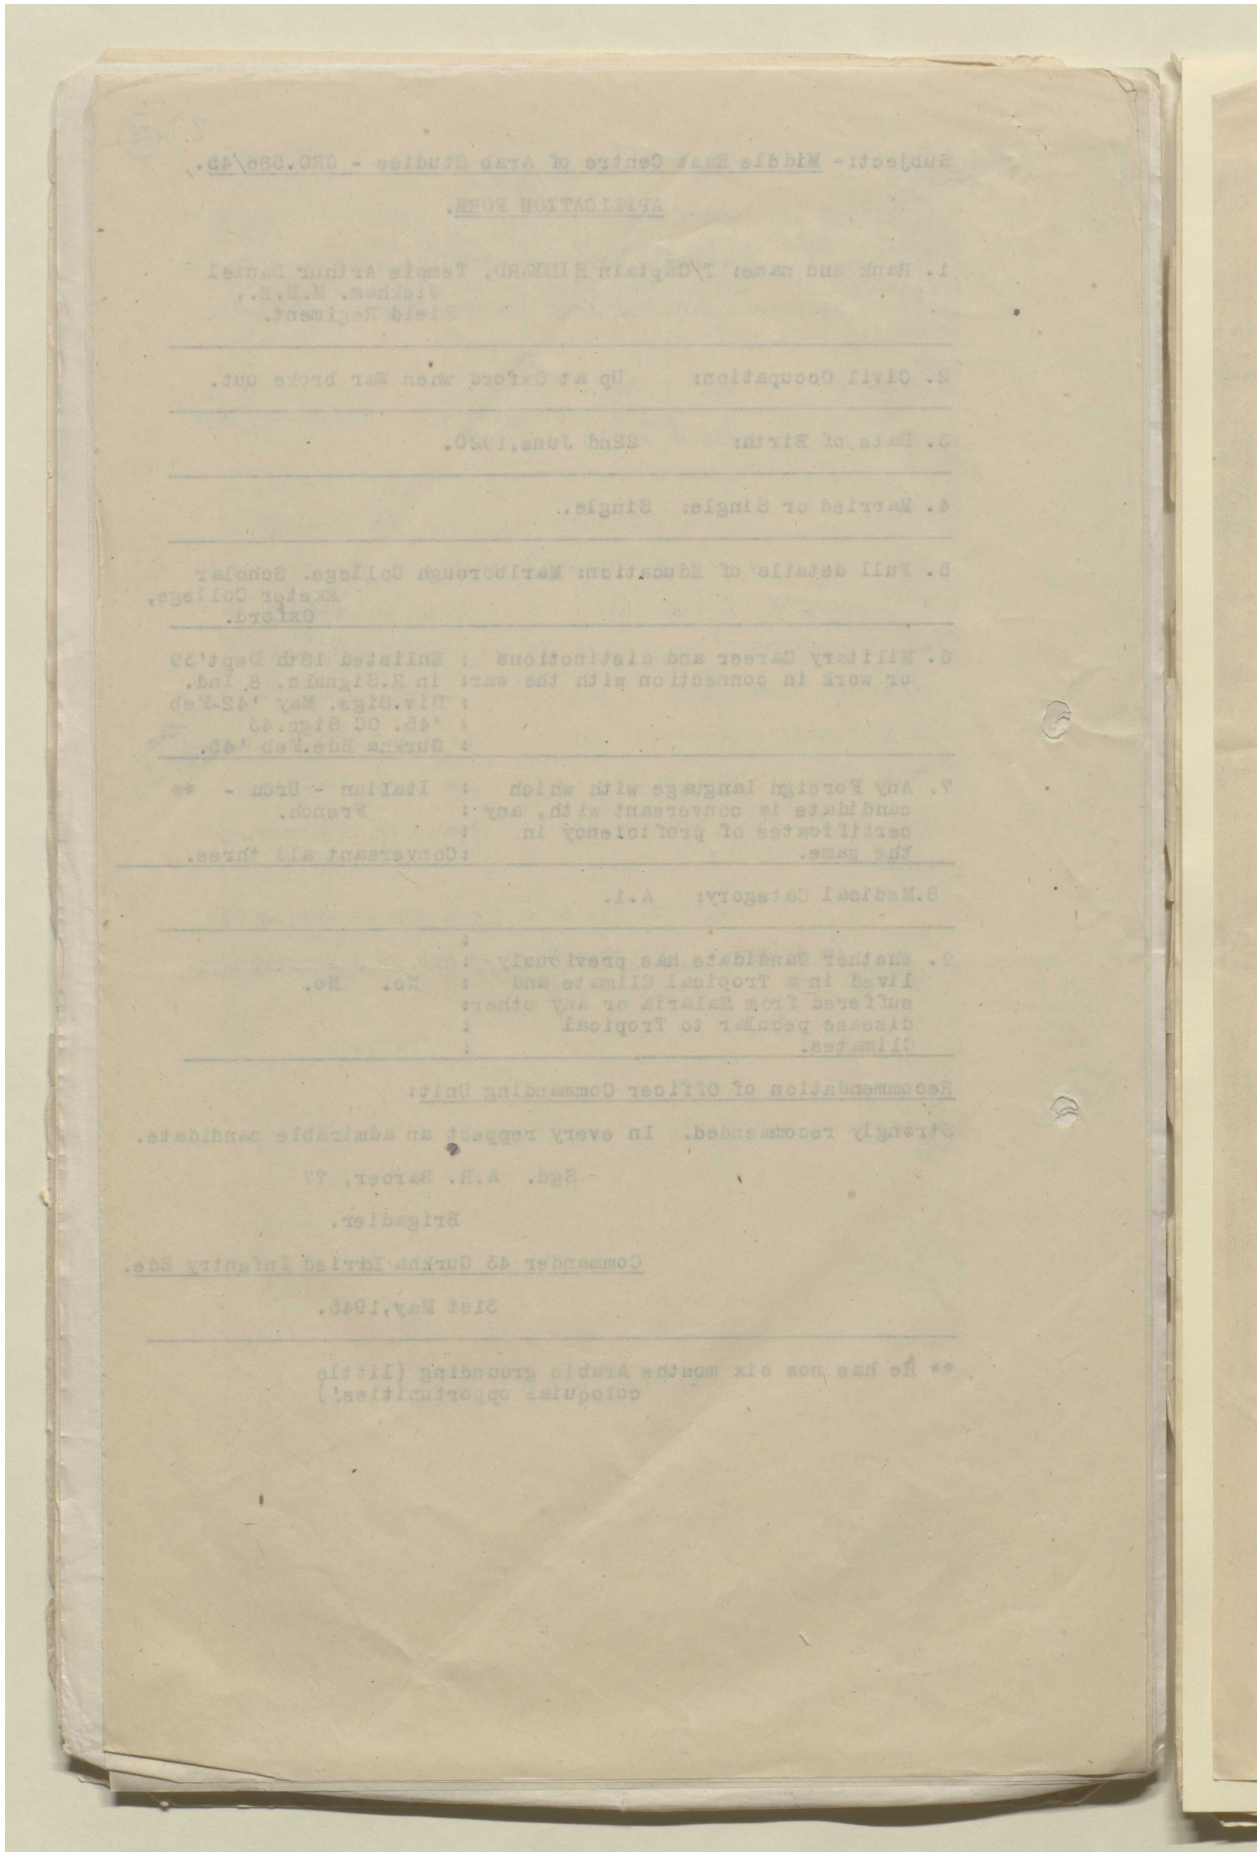 Subject:- Middle East Centre of Arab Studies - GRO.586/45.
APPLICATION FORM.
1. Rank and name: T/Captain HIDYARD, Temple Arthur Daniel
Wickham. M.B.E.,
Field Regiment.
2. Civil Occupation: Up at Oxford when War broke out.
3. Date of Birth: 22nd June,1920.
4. Married or Single: Single.
5. Full details of Education: Marlborough College. Scholar
Exeter College,
Oxford.
6. Military Career and distinctions : Enlisted 18th Dept'39
or work in connection with the war: in R.Signals. 8 Ind.
: Div.Sigs. May '42-Feb
: '45. OC Sigs.43
: Gurkha Bde.Feb '45.
7. Any Foreign language with which : Italian - Urdu - **
candidate is conversant with, any : French.
certificates of proficiency in :
the same. :Conversant all three.
8.Medical Category: A.1.
:
9. Whether Candidate has previously :
lived in a Tropical Climate and : No. No.
suffered from Malaria or any other:
disease peculiar to Tropical :
Climates. :
Recommendation of Officer Commanding Unit:
Strongly recommended. In every reppect an admirable candidate.
- Sgd. A.R. Barber, ??
Brigadier.
Commander 43 Gurkha Lorried Infantry Bde.
31st May,1945.
** He has now six months Arabic grounding (little
coloquial opportunities!)